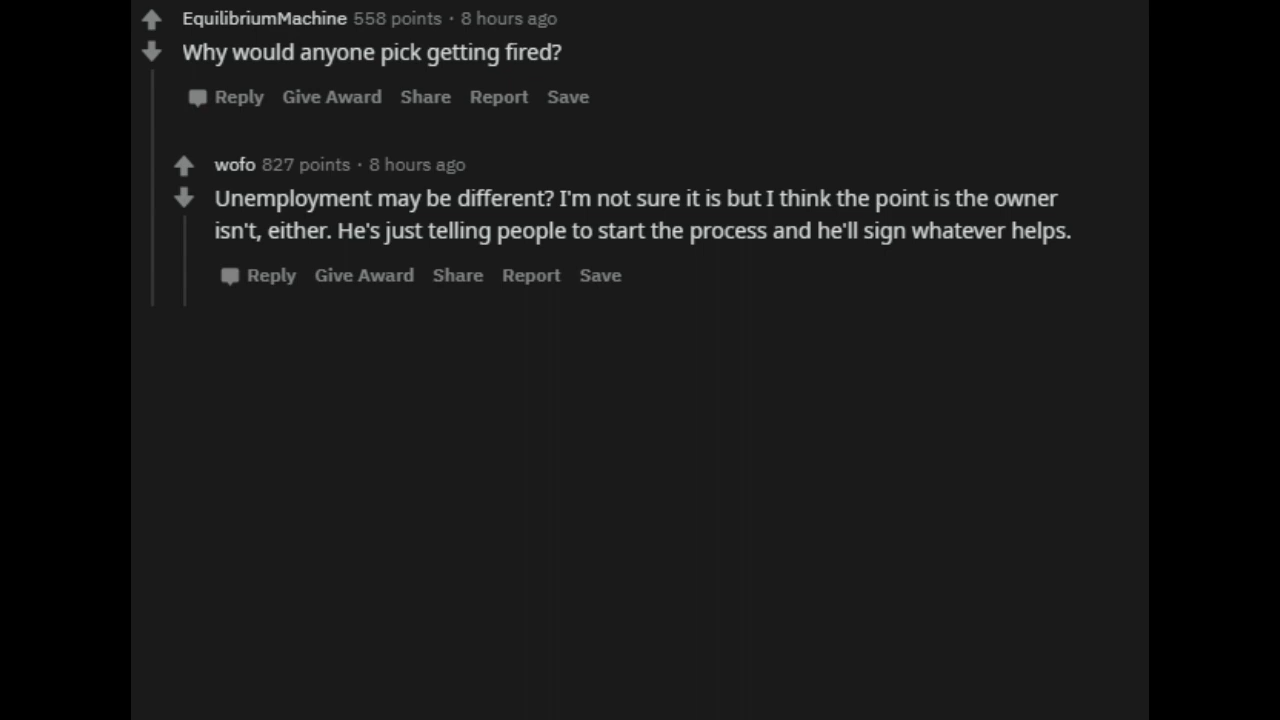 EquilibriumMachine 558 points · 8 hours ago
Why would anyone pick getting fired?
Reply Give Award Share Report Save
wofo 827 points · 8 hours ago
Unemployment may be different? I'm not sure it is but I think the point is the owner
isn't, either. He's just telling people to start the process and he'll sign whatever helps.
Reply Give Award Share Report Save